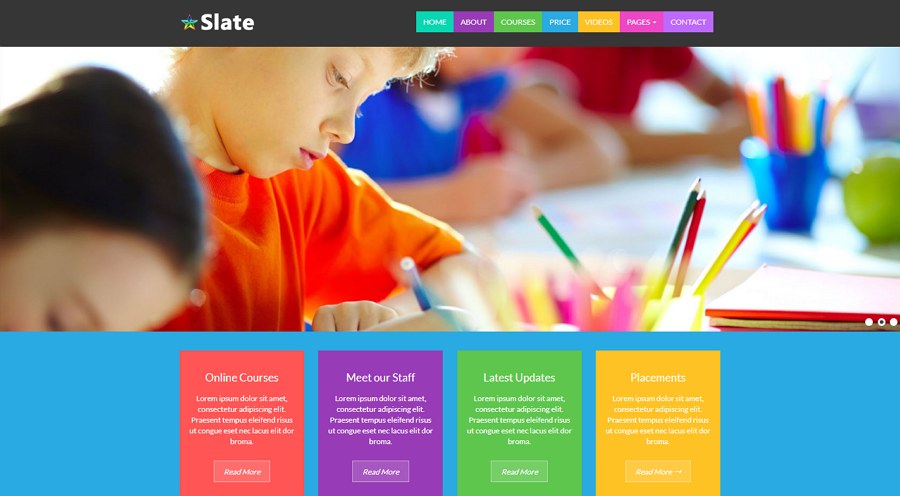 Slate
HOME ABOUT COURSES PRICE VIDEOS PAGES CONTACT
Online Courses
Lorem ipsum dolor sit amet,
consectetur adipiscing elit.
Praesent tempus eleifend risus
ut congue eset nec lacus elit dor
broma.
Read More
Meet our Staff
Lorem ipsum dolor sit amet,
consectetur adipiscing elit.
Praesent tempus eleifend risus
ut congue eset nec lacus elit dor
broma.
Read More
Latest Updates
Lorem ipsum dolor sit amet,
consectetur adipiscing elit.
Praesent tempus eleifend risus
ut congue eset nec lacus elit dor
broma.
Read More
Placements
Lorem ipsum dolor sit amet,
consectetur adipiscing elit.
Praesent tempus eleifend risus
ut congue eset nec lacus elit dor
broma.
Read More →